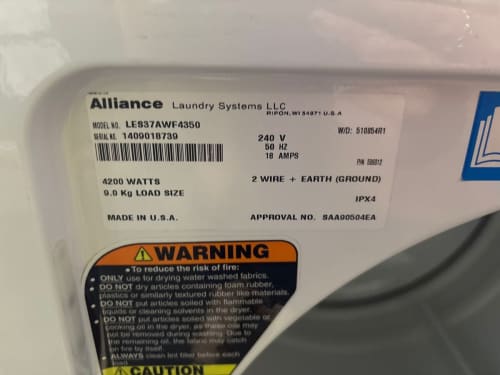 Alliance Laundry Systems LLC
RIPON, WI 54971 U.S.A
MODEL NO. LES37AWF4350
SERIAL NO. 1409018739
240 V
50 HZ
18 AMPS
W/D: 510854R1
P/N
4200 WATTS
9.0 Kg LOAD SIZE
2 WIRE + EARTH (GROUND)
IPX4
MADE IN U.S.A.
APPROVAL NO. SAA00504EA
WARNING
• To reduce the risk of fire:
• ONLY use for drying water washed fabrics.
• DO NOT dry articles containing foam rubber,
plastics or similarly textured rubber like materials.
• DO NOT put articles soiled with flammable
liquids or cleaning solvents in the dryer.
• DO NOT put articles soiled with vegetable or
cooking oil in the dryer, as these oils may
not be removed during washing. Due to
the remaining oil, the fabric may catch
on fire by itself.
• ALWAYS clean lint filter before each
load.
CAUTION